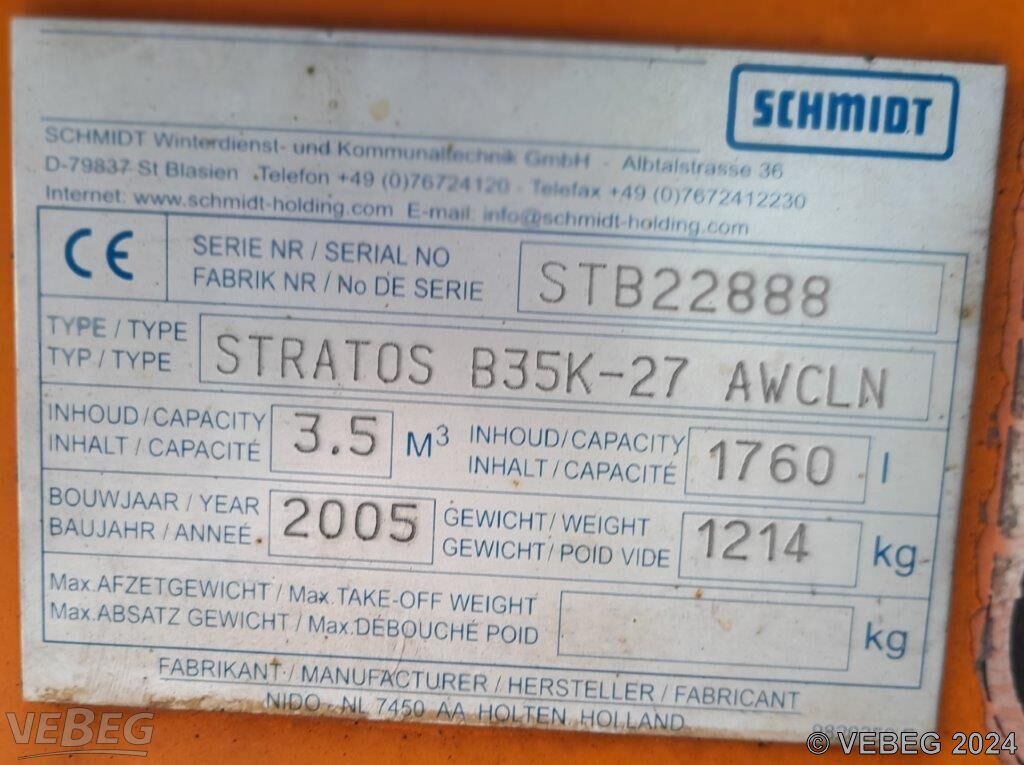 SCHMIDT
SCHMIDT Winterdienst- und Kommunaltechnik GmbH - Albtalstrasse 36
D-79837 St Blasien - Telefon +49 (0)76724120 - Telefax +49 (0)7672412230
Internet: www.schmidt-holding.com E-mail: info@schmidt-holding.com
CE
SERIE NR / SERIAL NO
FABRIK NR / No DE SERIE
STB22888
TYPE / TYPE
TYP. / TYPE
STRATOS B35K-27 AWCLN
INHOUD / CAPACITY
INHALT / CAPACITÉ
3.5 M³
INHOUD/CAPACITY
INHALT / CAPACITÉ
1760 l
BOUWJAAR / YEAR
BAUJAHR / ANNEÉ
2005
GEWICHT/ WEIGHT
GEWICHT/ POID VIDE
1214 kg
Max.AFZETGEWICHT / Max.TAKE-OFF WEIGHT
Max.ABSATZ GEWICHT / Max.DÉBOUCHÉ POID
kg
FABRIKANT / MANUFACTURER / HERSTELLER / FABRICANT
NIDO - NL 7450 AA HOLTEN HOLLAND
VEBEG
© VEBEG 2024